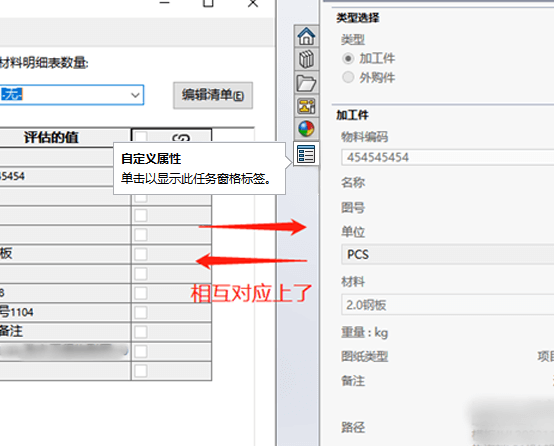 材料明细表数量:
-无-
编辑清单(E)
评估的值
自定义属性
单击以显示此任务窗格标签。
45454
板
8
号1104
备注
相互对应上了
类型选择
类型
加工件
外购件
加工件
物料编码
454545454
名称
图号
单位
PCS
材料
2.0钢板
重量 : kg
图纸类型
项目
备注
路径